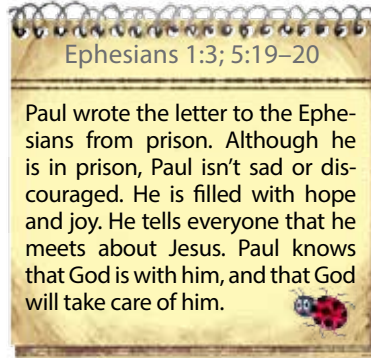 Ephesians 1:3; 5:19–20
Paul wrote the letter to the Ephe-
sians from prison. Although he
is in prison, Paul isn't sad or dis-
couraged. He is filled with hope
and joy. He tells everyone that he
meets about Jesus. Paul knows
that God is with him, and that God
will take care of him.